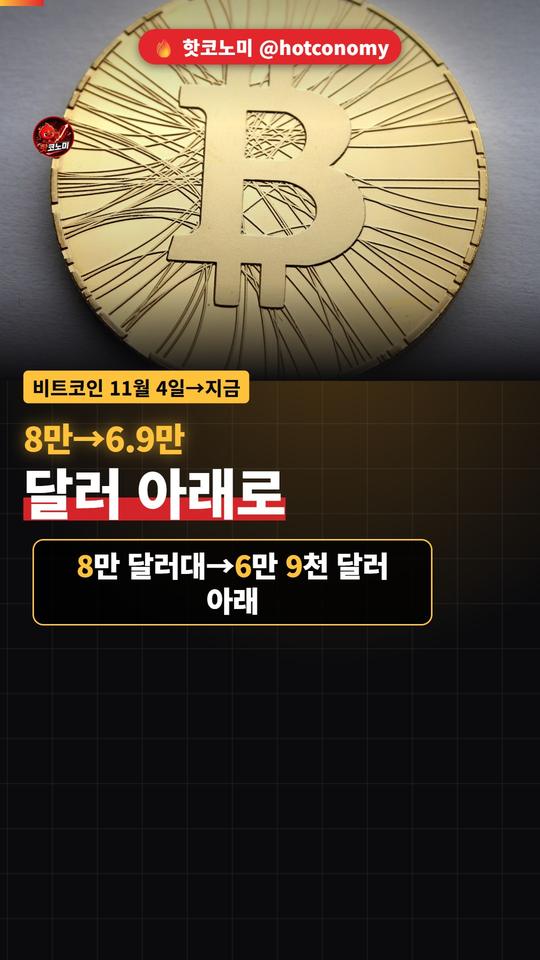 🔥 핫코노미 @hotconomy
핫코노미
비트코인 11월 4일→지금
8만→6.9만
달러 아래로
8만 달러대→6만 9천 달러
아래